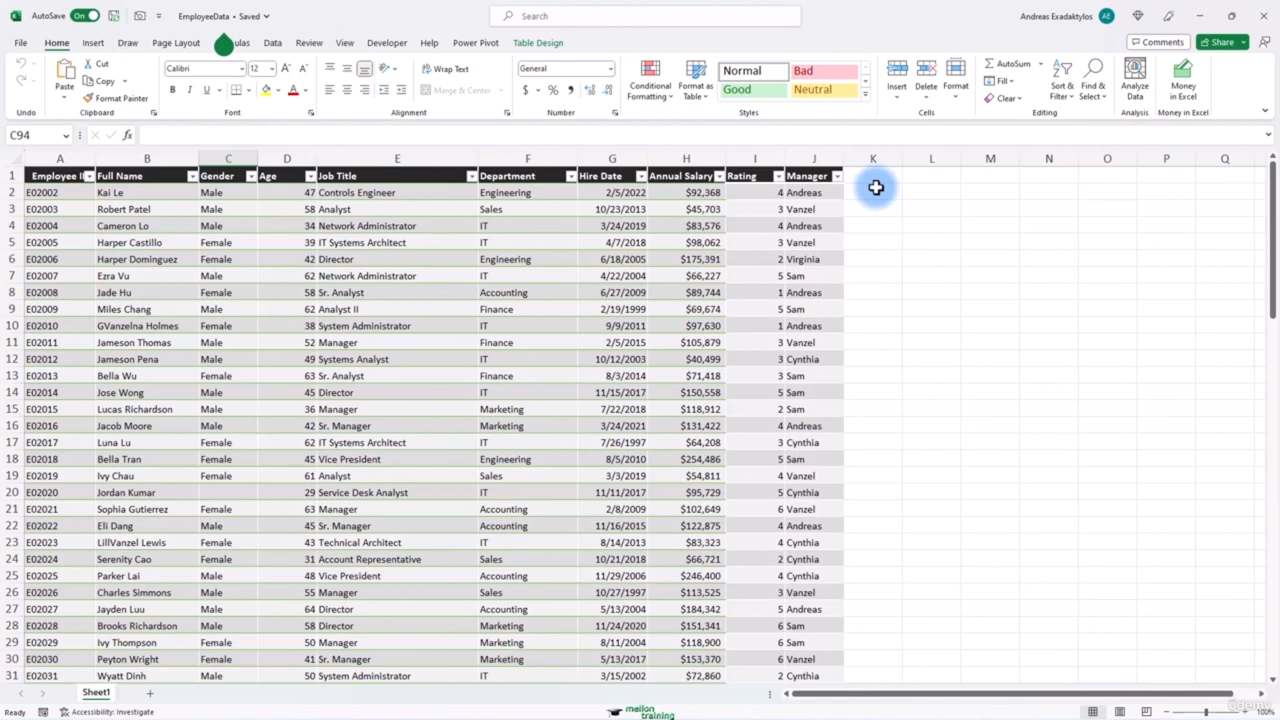 AutoSave On EmployeeData • Saved Search Andreas Exadaktylos AE
File Home Insert Draw Page Layout ulas Data Review View Developer Help Power Pivot Table Design Comments Share
Cut Calibri 12 Wrap Text General Normal Bad AutoSum
Copy Fill
Paste Format Painter Merge & Center Conditional Formatting Format as Table Good Neutral Insert Delete Format Clear Sort & Filter Find & Select Analyze Data Money in Excel
Undo Clipboard Font Alignment Number Styles Cells Editing Analysis Money in Excel
C94 fx
A B C D E F G H I J K L M N O P Q
1 Employee I Full Name Gender Age Job Title Department Hire Date Annual Salary Rating Manager
2 E02002 Kai Le Male 47 Controls Engineer Engineering 2/5/2022 $92,368 4 Andreas
3 E02003 Robert Patel Male 58 Analyst Sales 10/23/2013 $45,703 3 Vanzel
4 E02004 Cameron Lo Male 34 Network Administrator IT 3/24/2019 $83,576 4 Andreas
5 E02005 Harper Castillo Female 39 IT Systems Architect IT 4/7/2018 $98,062 3 Vanzel
6 E02006 Harper Dominguez Female 42 Director Engineering 6/18/2005 $175,391 2 Virginia
7 E02007 Ezra Vu Male 62 Network Administrator IT 4/22/2004 $66,227 5 Sam
8 E02008 Jade Hu Female 58 Sr. Analyst Accounting 6/27/2009 $89,744 1 Andreas
9 E02009 Miles Chang Male 62 Analyst II Finance 2/19/1999 $69,674 5 Sam
10 E02010 GVanzelna Holmes Female 38 System Administrator IT 9/9/2011 $97,630 1 Andreas
11 E02011 Jameson Thomas Male 52 Manager Finance 2/5/2015 $105,879 3 Vanzel
12 E02012 Jameson Pena Male 49 Systems Analyst IT 10/12/2003 $40,499 3 Cynthia
13 E02013 Bella Wu Female 63 Sr. Analyst Finance 8/3/2014 $71,418 3 Sam
14 E02014 Jose Wong Male 45 Director IT 11/15/2017 $150,558 5 Sam
15 E02015 Lucas Richardson Male 36 Manager Marketing 7/22/2018 $118,912 2 Sam
16 E02016 Jacob Moore Male 42 Sr. Manager Marketing 3/24/2021 $131,422 4 Andreas
17 E02017 Luna Lu Female 62 IT Systems Architect IT 7/26/1997 $64,208 3 Cynthia
18 E02018 Bella Tran Female 45 Vice President Engineering 8/5/2010 $254,486 5 Sam
19 E02019 Ivy Chau Female 61 Analyst Sales 3/3/2019 $54,811 4 Vanzel
20 E02020 Jordan Kumar 29 Service Desk Analyst IT 11/11/2017 $95,729 5 Cynthia
21 E02021 Sophia Gutierrez Female 63 Manager Accounting 2/8/2009 $102,649 6 Vanzel
22 E02022 Eli Dang Male 45 Sr. Manager Accounting 11/16/2015 $122,875 4 Andreas
23 E02023 LillVanzel Lewis Female 43 Technical Architect IT 8/14/2013 $83,323 4 Cynthia
24 E02024 Serenity Cao Female 31 Account Representative Sales 10/21/2018 $66,721 2 Cynthia
25 E02025 Parker Lai Male 48 Vice President Accounting 11/29/2006 $246,400 4 Cynthia
26 E02026 Charles Simmons Male 55 Manager Sales 10/27/1997 $113,525 3 Vanzel
27 E02027 Jayden Luu Male 64 Director Accounting 5/13/2004 $184,342 5 Andreas
28 E02028 Brooks Richardson Male 58 Director Marketing 11/24/2020 $151,341 6 Sam
29 E02029 Ivy Thompson Female 50 Manager Marketing 8/11/2004 $118,900 6 Sam
30 E02030 Peyton Wright Female 41 Sr. Manager Marketing 5/13/2017 $153,370 6 Vanzel
31 E02031 Wyatt Dinh Male 50 System Administrator IT 3/15/2002 $72,860 2 Cynthia
Sheet1
Ready Accessibility: Investigate mellon training 100%
udemy